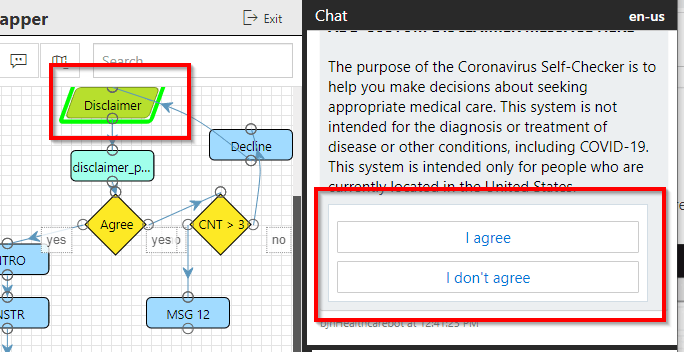 apper
Exit
Chat
en-us
Search
Disclaimer
disclaimer_p...
Decline
Agree
CNT > 3
yes
yes
no
NTRO
NSTR
MSG 12
The purpose of the Coronavirus Self-Checker is to
help you make decisions about seeking
appropriate medical care. This system is not
intended for the diagnosis or treatment of
disease or other conditions, including COVID-19.
This system is intended only for people who are
currently located in the United States.
I agree
I don't agree
bjnHealthcarebot at 12:41:23 PM